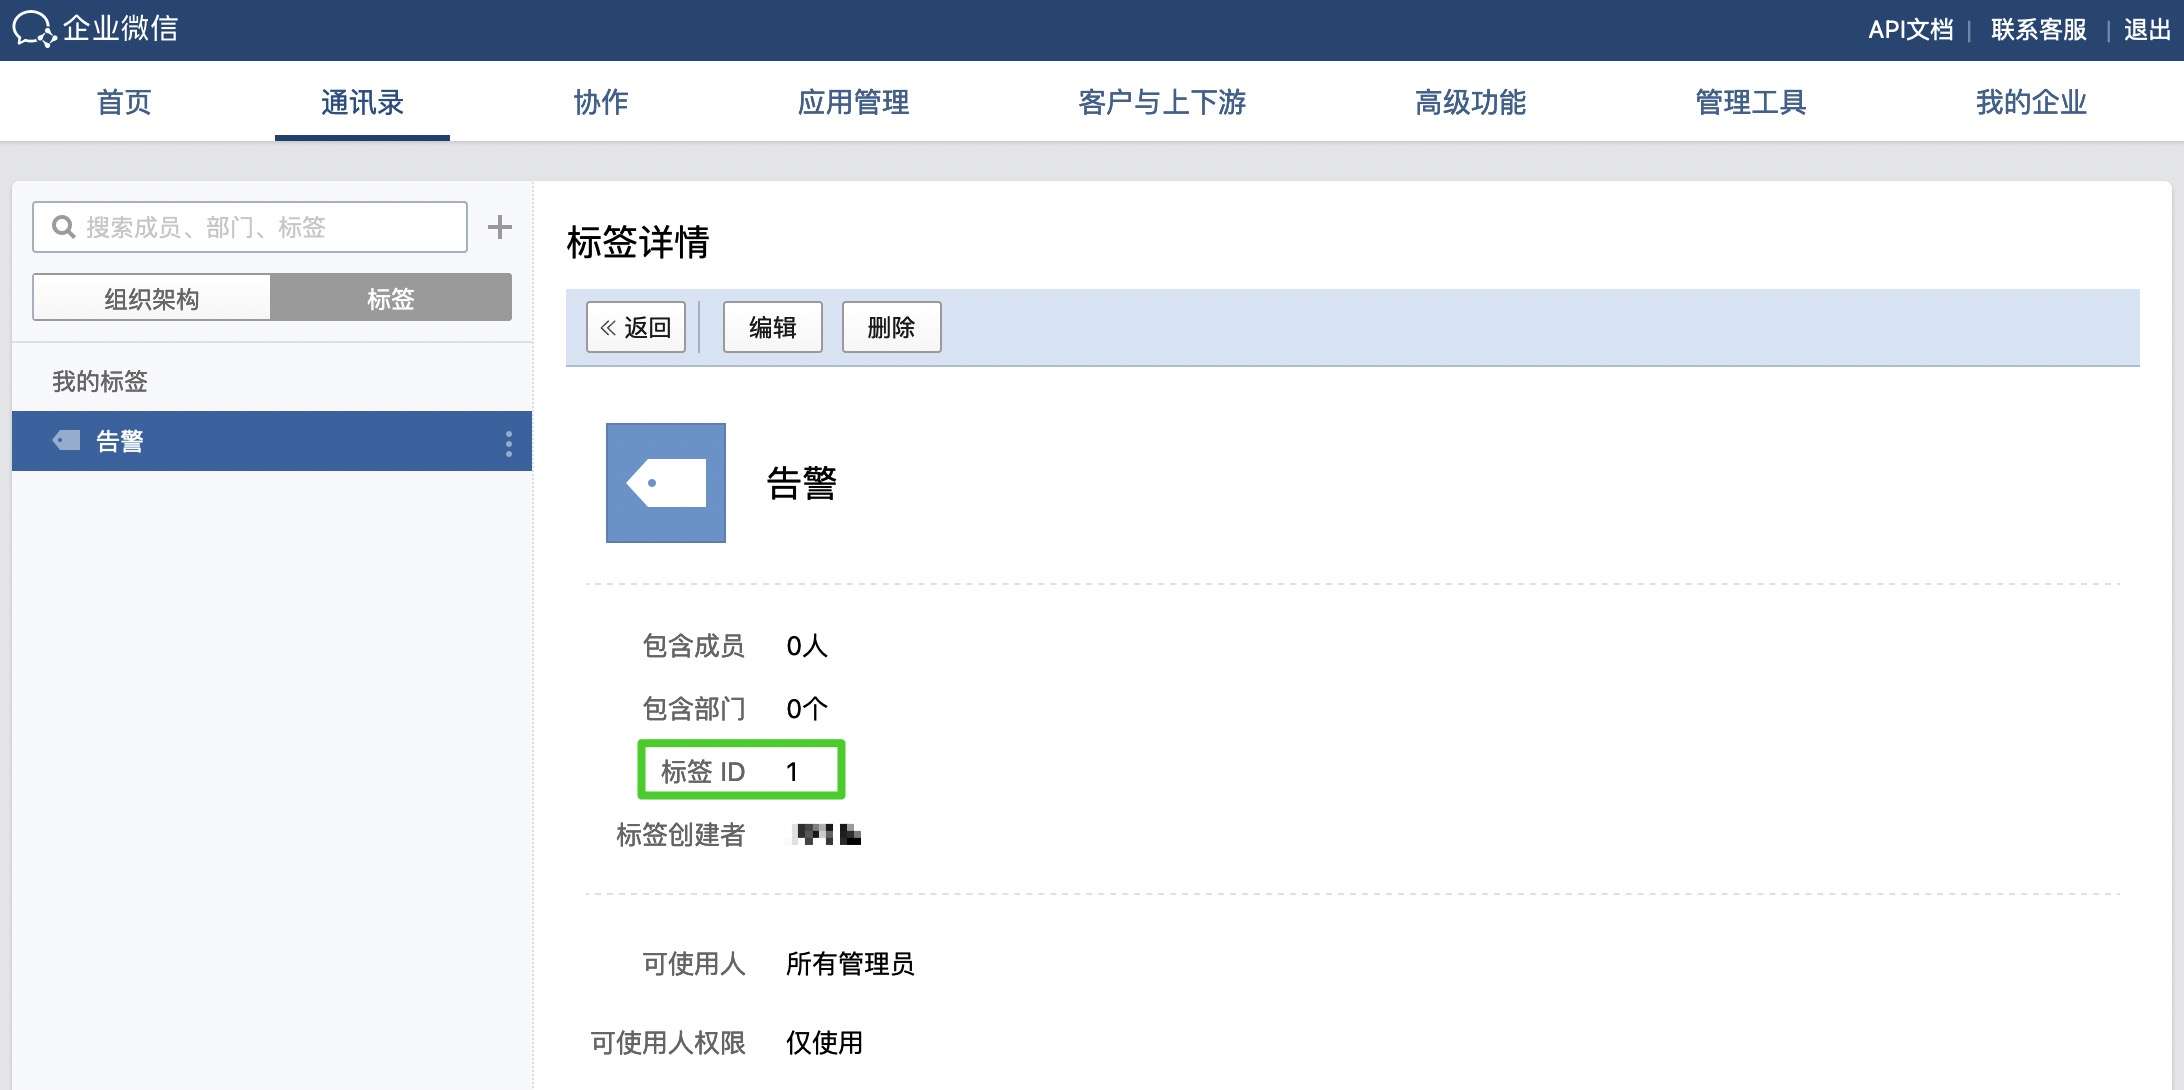 企业微信
API文档 | 联系客服 | 退出
首页 通讯录 协作 应用管理 客户与上下游 高级功能 管理工具 我的企业
搜索成员、部门、标签
组织架构 标签
我的标签
告警
标签详情
« 返回 编辑 删除
告警
包含成员 0人
包含部门 0个
标签 ID 1
标签创建者
可使用人 所有管理员
可使用人权限 仅使用